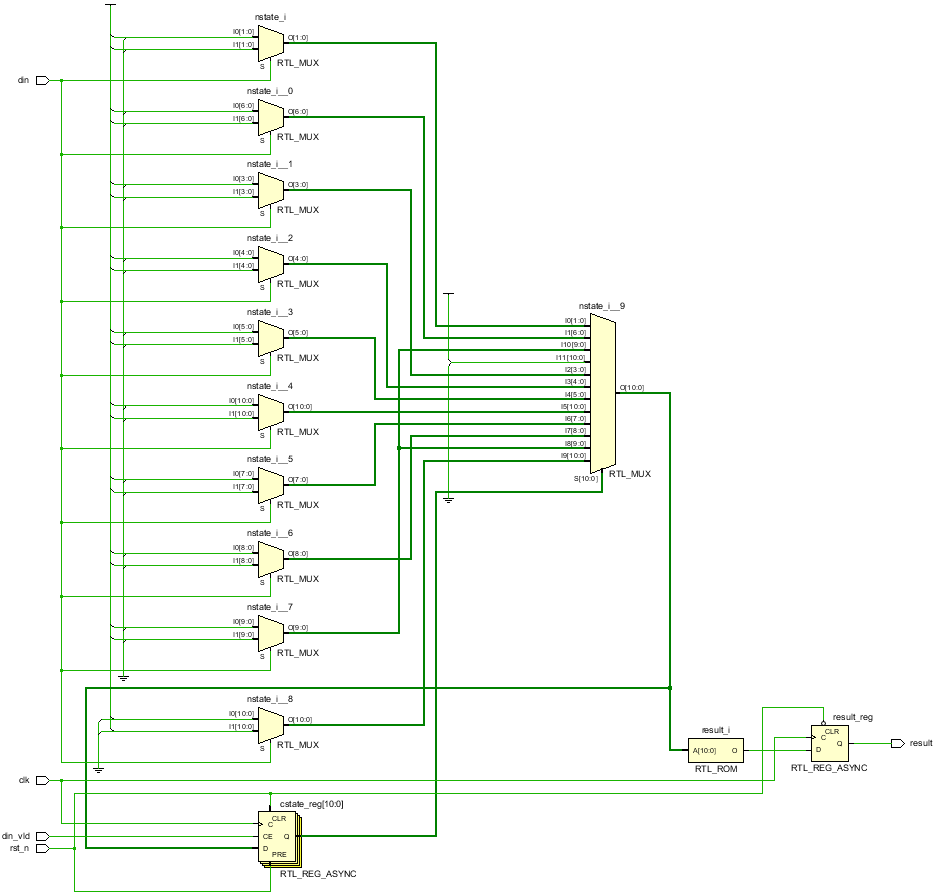 nstate_i
I0[1:0]
I1[1:0]
O[1:0]
S
RTL_MUX
din
nstate_i__0
I0[6:0]
I1[6:0]
O[6:0]
S
RTL_MUX
nstate_i__1
I0[3:0]
I1[3:0]
O[3:0]
S
RTL_MUX
nstate_i__2
I0[4:0]
I1[4:0]
O[4:0]
S
RTL_MUX
nstate_i__3
I0[5:0]
I1[5:0]
O[5:0]
S
RTL_MUX
nstate_i__4
I0[10:0]
I1[10:0]
O[10:0]
S
RTL_MUX
nstate_i__5
I0[7:0]
I1[7:0]
O[7:0]
S
RTL_MUX
nstate_i__6
I0[8:0]
I1[8:0]
O[8:0]
S
RTL_MUX
nstate_i__7
I0[9:0]
I1[9:0]
O[9:0]
S
RTL_MUX
nstate_i__8
I0[10:0]
I1[10:0]
O[10:0]
S
RTL_MUX
nstate_i__9
I0[1:0]
I1[6:0]
I10[9:0]
I11[10:0]
I2[3:0]
I3[4:0]
I4[5:0]
I5[10:0]
I6[7:0]
I7[8:0]
I8[9:0]
I9[10:0]
O[10:0]
S[10:0]
RTL_MUX
result_i
A[10:0]
O
RTL_ROM
result_reg
CLR
C
Q
D
RTL_REG_ASYNC
result
clk
din_vld
rst_n
cstate_reg[10:0]
CLR
C
CE
Q
D
PRE
RTL_REG_ASYNC